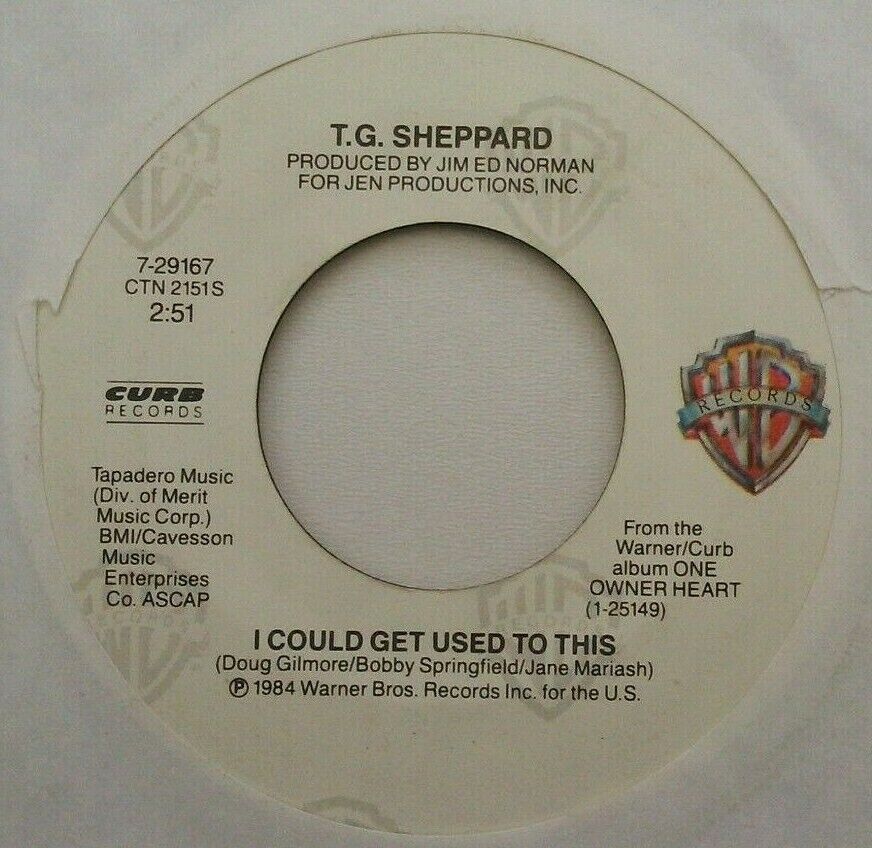 T.G. SHEPPARD
PRODUCED BY JIM ED NORMAN
FOR JEN PRODUCTIONS, INC.
7-29167
CTN 2151S
2:51
CURB
RECORDS
WB
RECORDS
Tapadero Music
(Div. of Merit
Music Corp.)
BMI/Cavesson
Music
Enterprises
Co. ASCAP
From the
Warner/Curb
album ONE
OWNER HEART
(1-25149)
I COULD GET USED TO THIS
(Doug Gilmore/Bobby Springfield/Jane Mariash)
Ⓟ 1984 Warner Bros. Records Inc. for the U.S.